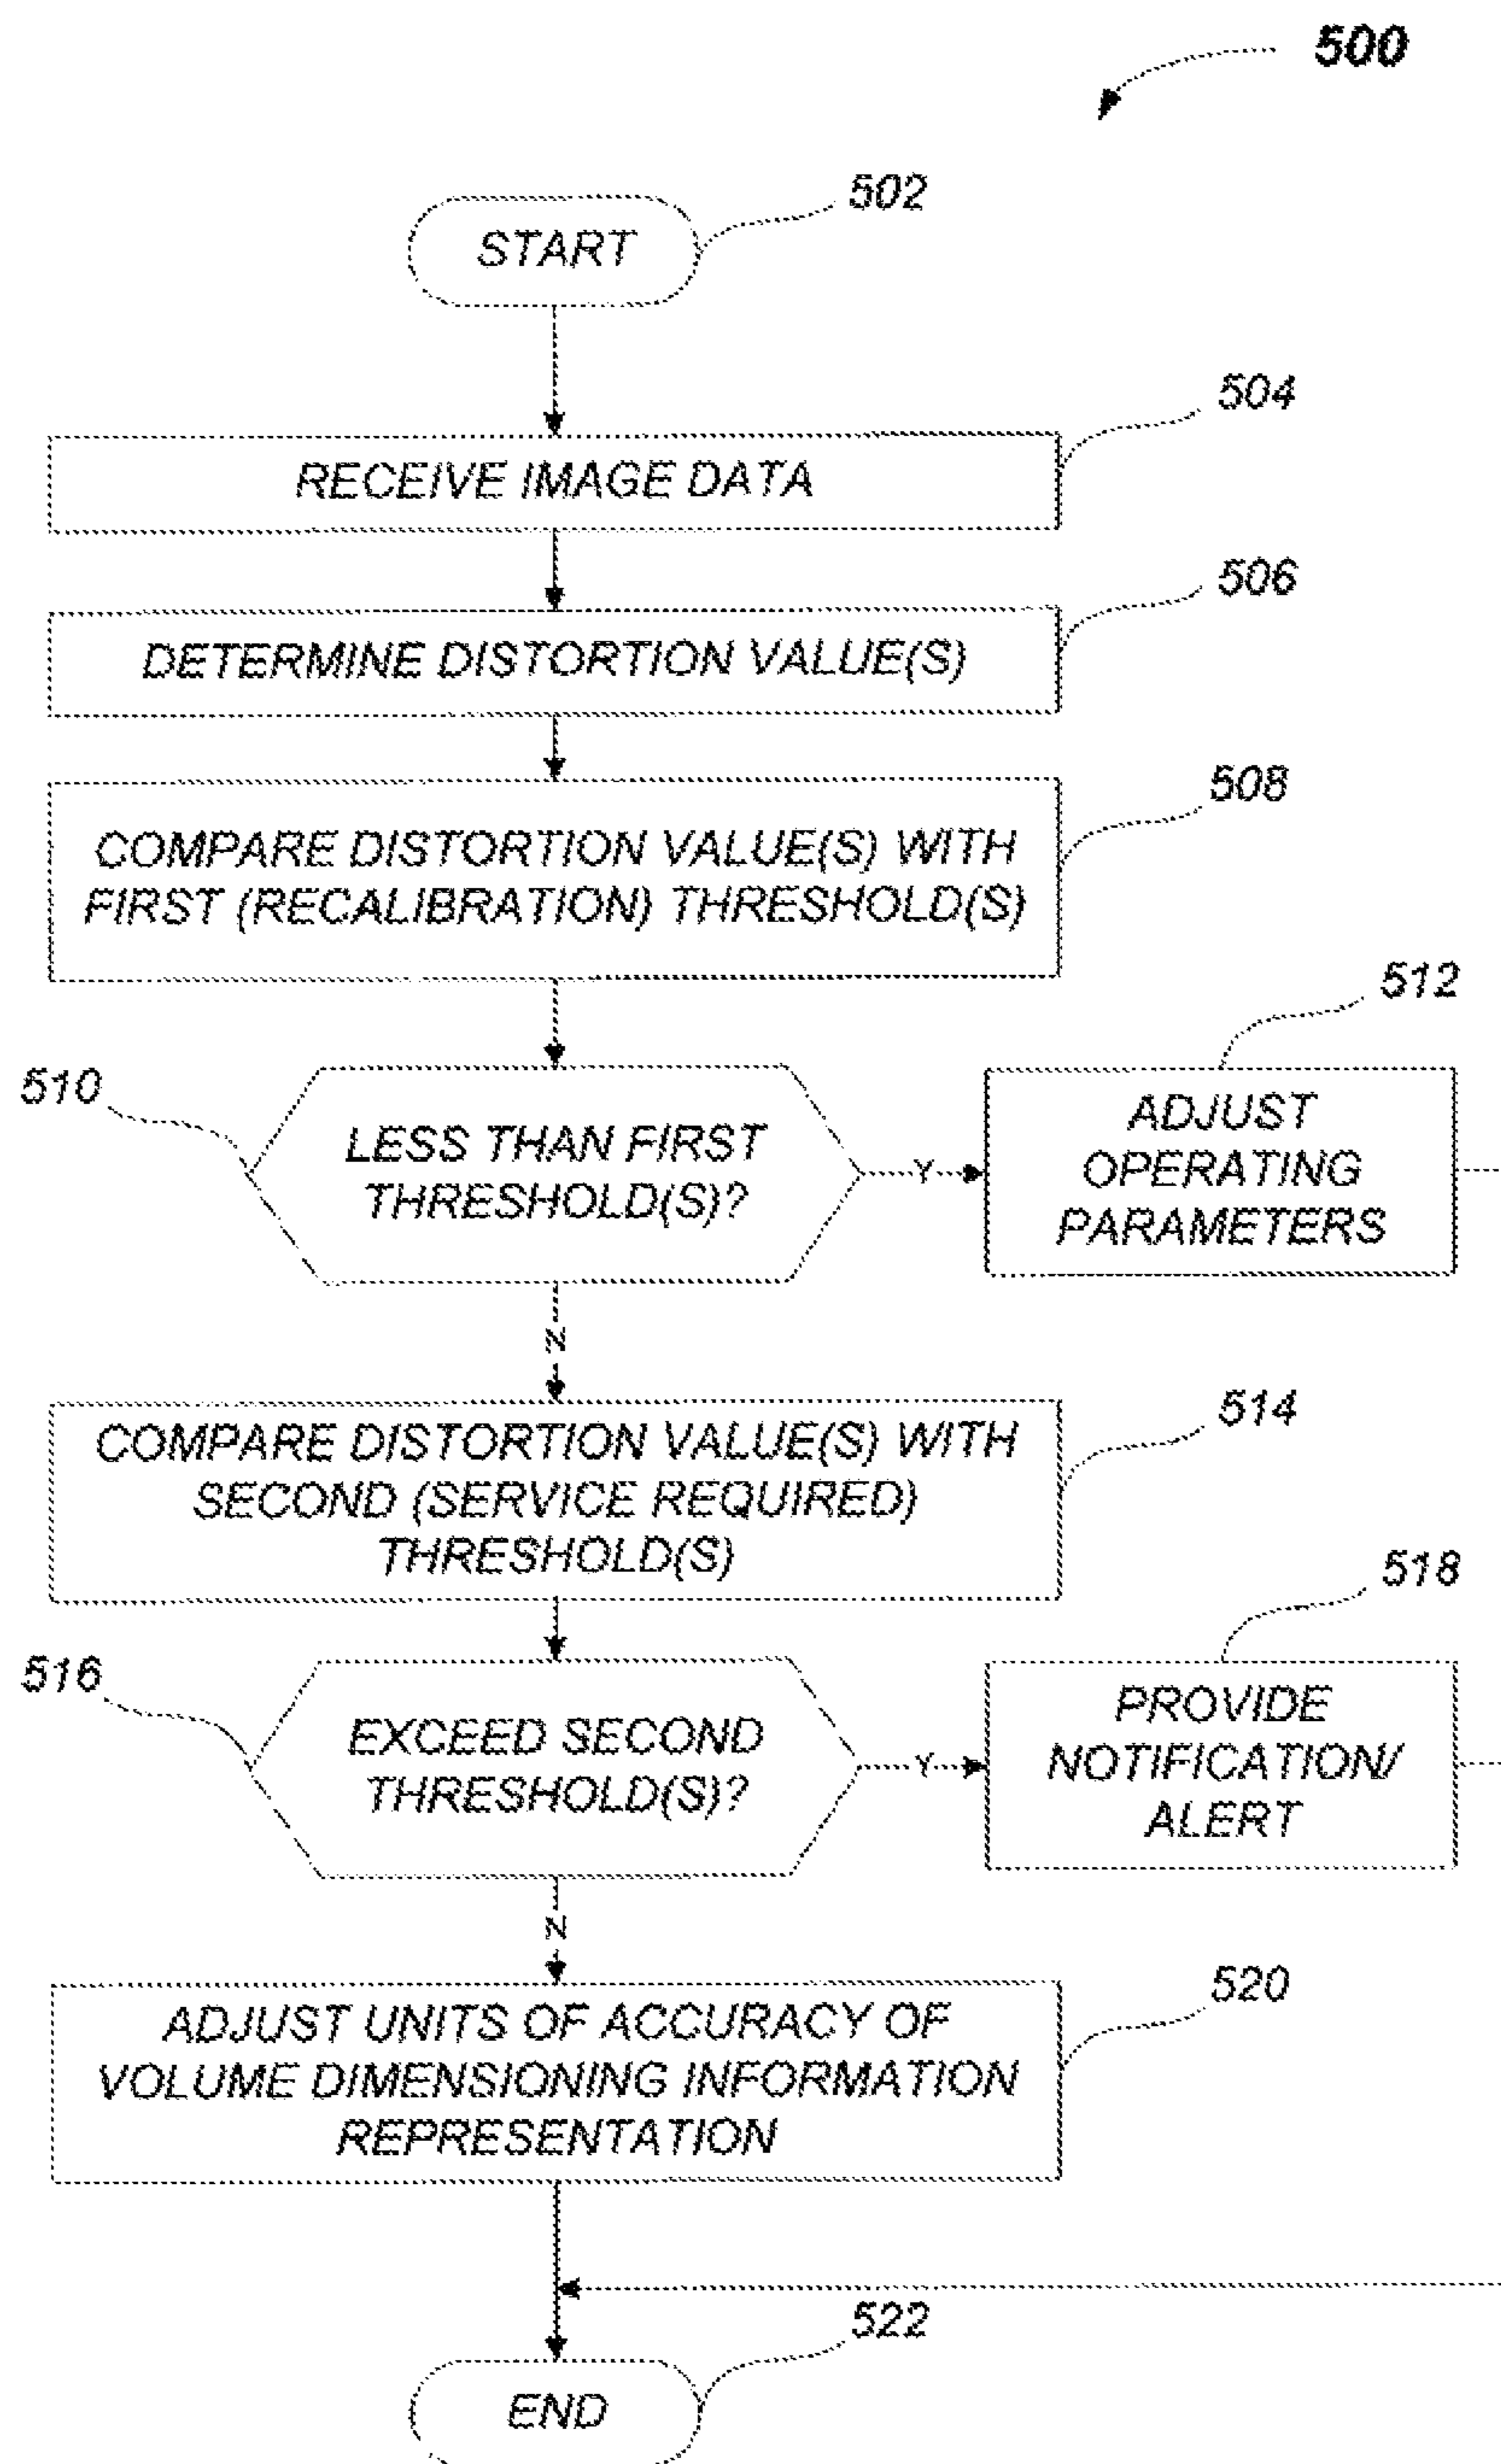 500
START
502
504
RECEIVE IMAGE DATA
506
DETERMINE DISTORTION VALUE(S)
508
COMPARE DISTORTION VALUE(S) WITH
FIRST (RECALIBRATION) THRESHOLD(S)
510
LESS THAN FIRST
THRESHOLD(S)?
Y
512
ADJUST
OPERATING
PARAMETERS
N
514
COMPARE DISTORTION VALUE(S) WITH
SECOND (SERVICE REQUIRED)
THRESHOLD(S)
516
EXCEED SECOND
THRESHOLD(S)?
Y
518
PROVIDE
NOTIFICATION/
ALERT
N
520
ADJUST UNITS OF ACCURACY OF
VOLUME DIMENSIONING INFORMATION
REPRESENTATION
522
END